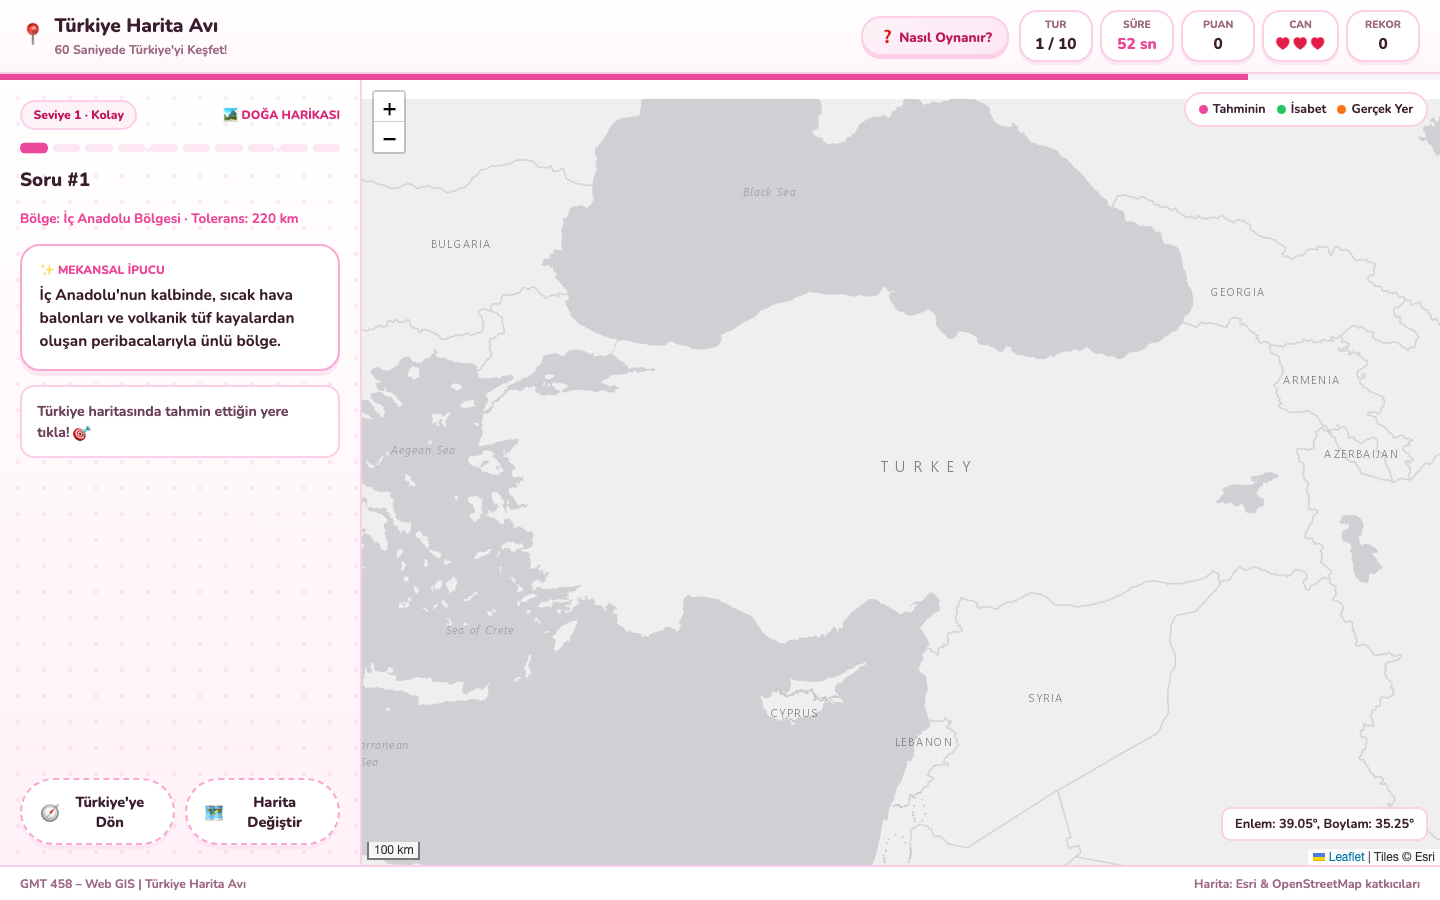 Türkiye Harita Avı
60 Saniyede Türkiye'yi Keşfet!
❓ Nasıl Oynanır?
TUR
1 / 10
SÜRE
52 sn
PUAN
0
CAN
REKOR
0
Seviye 1 · Kolay
DOĞA HARİKASI
Soru #1
Bölge: İç Anadolu Bölgesi · Tolerans: 220 km
✨ MEKANSAL İPUCU
İç Anadolu'nun kalbinde, sıcak hava
balonları ve volkanik tüf kayalardan
oluşan peribacalarıyla ünlü bölge.
Türkiye haritasında tahmin ettiğin yere
tıkla! 🎯
Türkiye'ye
Dön
Harita
Değiştir
+
−
Tahminin
İsabet
Gerçek Yer
Black Sea
BULGARIA
GEORGIA
ARMENIA
AZERBAIJAN
Aegean Sea
TURKEY
Sea of Crete
CYPRUS
SYRIA
LEBANON
erranean
Sea
100 km
Enlem: 39.05°, Boylam: 35.25°
Leaflet | Tiles © Esri
GMT 458 – Web GIS | Türkiye Harita Avı
Harita: Esri & OpenStreetMap katkıcıları